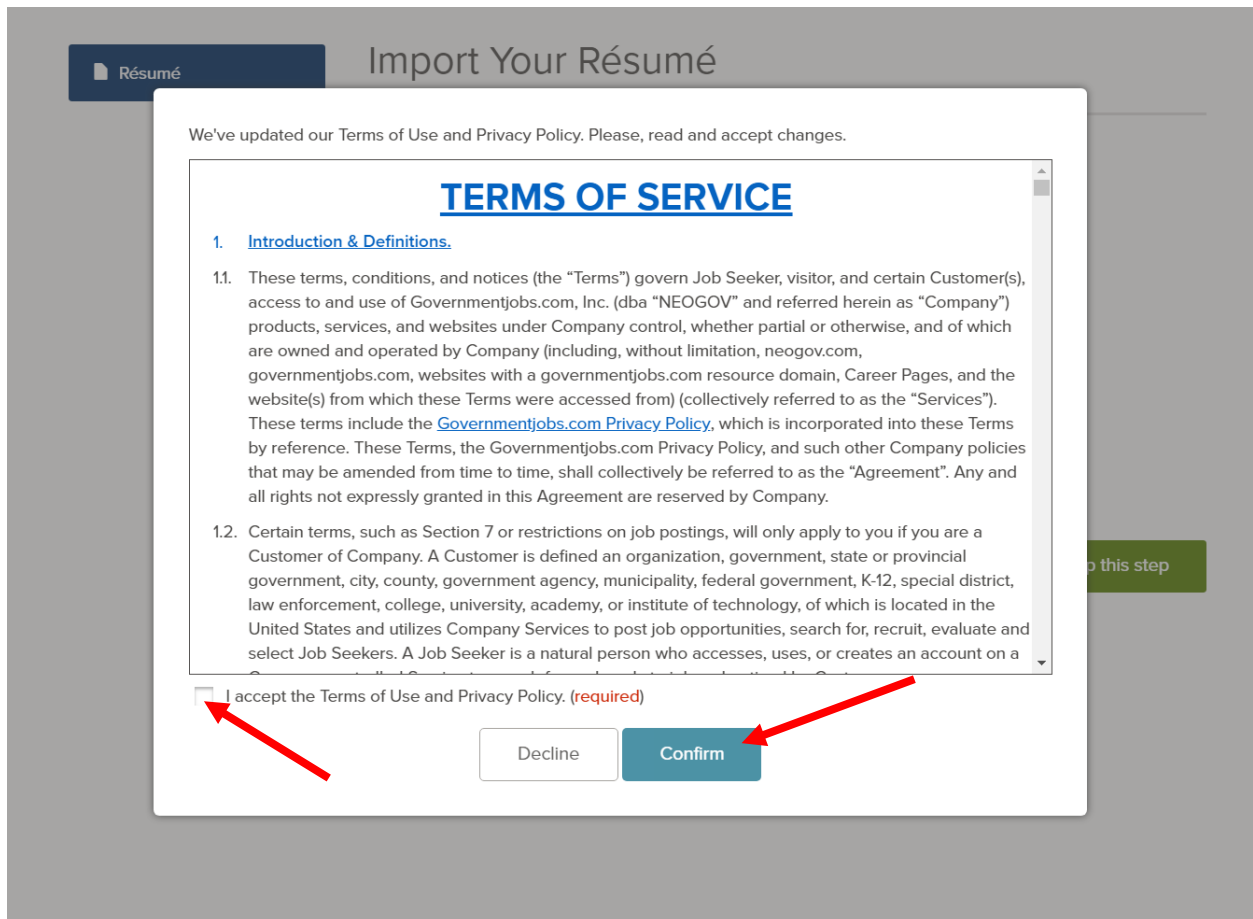 Résumé
Import Your Résumé
We've updated our Terms of Use and Privacy Policy. Please, read and accept changes.
TERMS OF SERVICE
1. Introduction & Definitions.
1.1. These terms, conditions, and notices (the “Terms”) govern Job Seeker, visitor, and certain Customer(s),
access to and use of Governmentjobs.com, Inc. (dba “NEOGOV” and referred herein as “Company”)
products, services, and websites under Company control, whether partial or otherwise, and of which
are owned and operated by Company (including, without limitation, neogov.com,
governmentjobs.com, websites with a governmentjobs.com resource domain, Career Pages, and the
website(s) from which these Terms were accessed from) (collectively referred to as the “Services”).
These terms include the Governmentjobs.com Privacy Policy, which is incorporated into these Terms
by reference. These Terms, the Governmentjobs.com Privacy Policy, and such other Company policies
that may be amended from time to time, shall collectively be referred to as the “Agreement”. Any and
all rights not expressly granted in this Agreement are reserved by Company.
1.2. Certain terms, such as Section 7 or restrictions on job postings, will only apply to you if you are a
Customer of Company. A Customer is defined an organization, government, state or provincial
government, city, county, government agency, municipality, federal government, K-12, special district,
law enforcement, college, university, academy, or institute of technology, of which is located in the
United States and utilizes Company Services to post job opportunities, search for, recruit, evaluate and
select Job Seekers. A Job Seeker is a natural person who accesses, uses, or creates an account on a
p this step
I accept the Terms of Use and Privacy Policy. (required)
Decline
Confirm